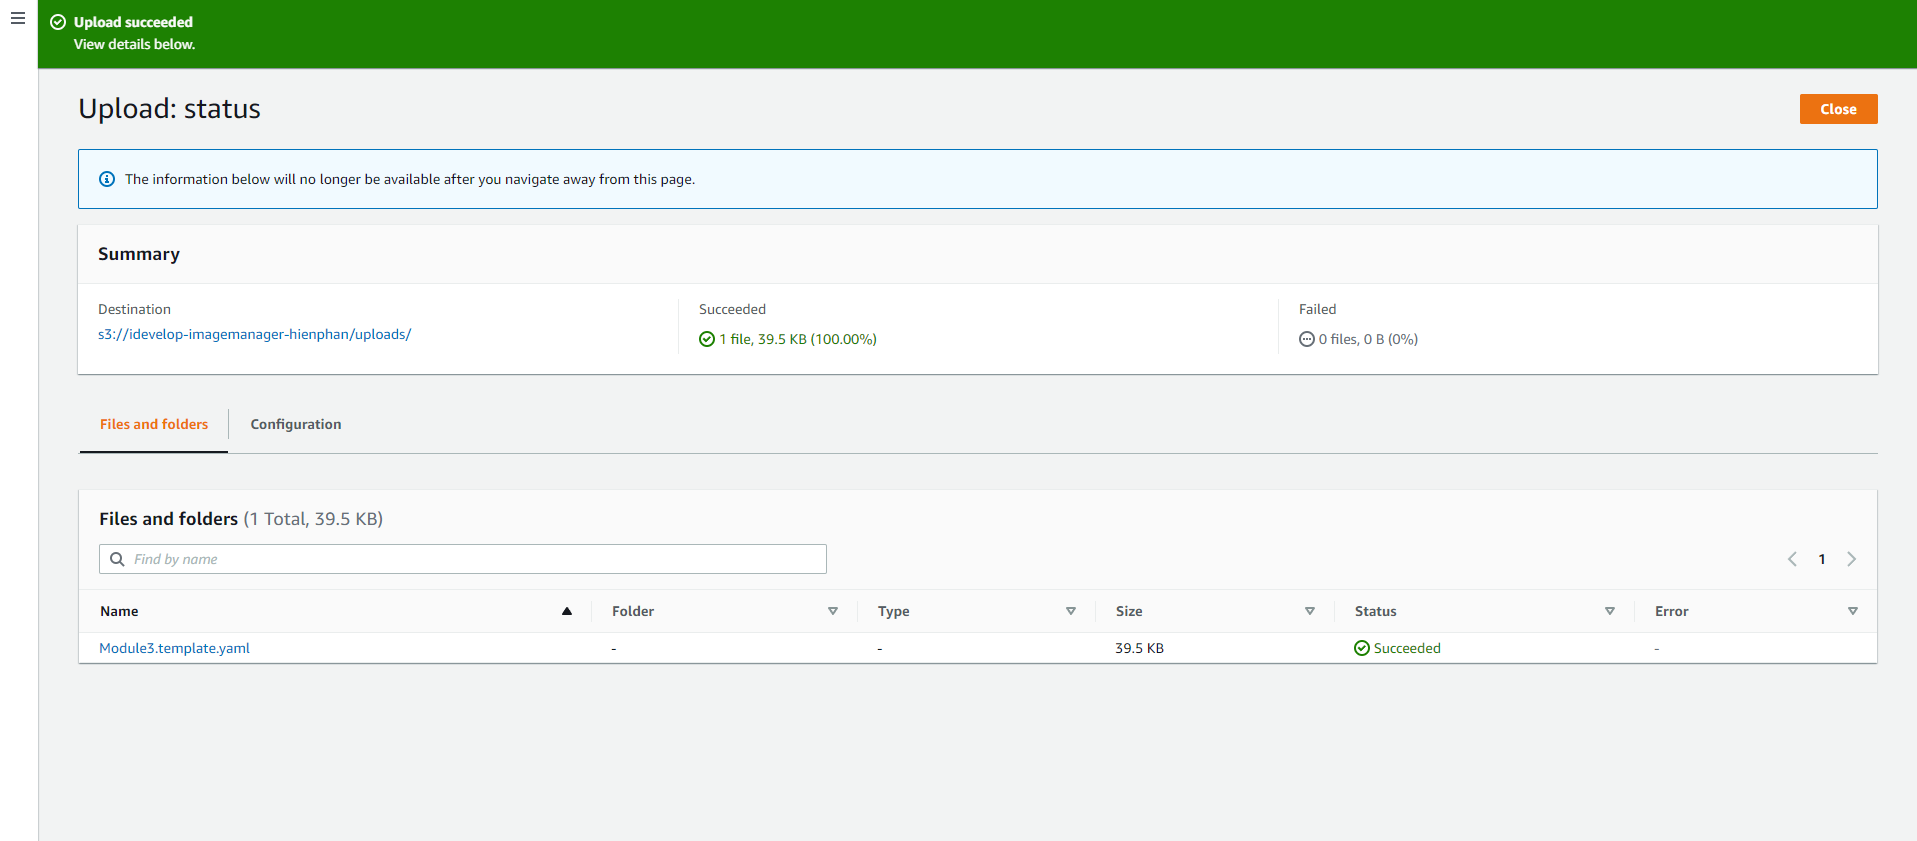 Upload succeeded
View details below.
Upload: status
Close
The information below will no longer be available after you navigate away from this page.
Summary
Destination
s3://idevelop-imagemanager-hienphan/uploads/
Succeeded
1 file, 39.5 KB (100.00%)
Failed
0 files, 0 B (0%)
Files and folders
Configuration
Files and folders (1 Total, 39.5 KB)
Find by name
1
Name Folder Type Size Status Error
Module3.template.yaml - - 39.5 KB Succeeded -